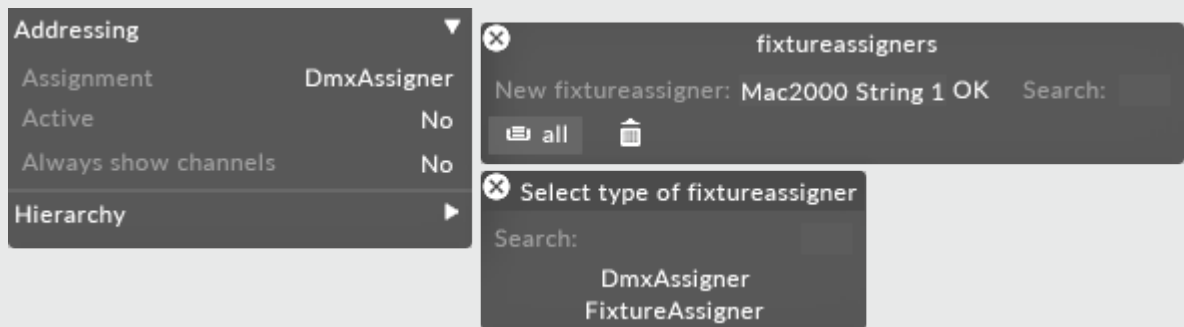 Addressing
Assignment DmxAssigner
Active No
Always show channels No
Hierarchy
fixtureassigners
New fixtureassigner: Mac2000 String 1 OK Search:
all
Select type of fixtureassigner
Search:
DmxAssigner
FixtureAssigner